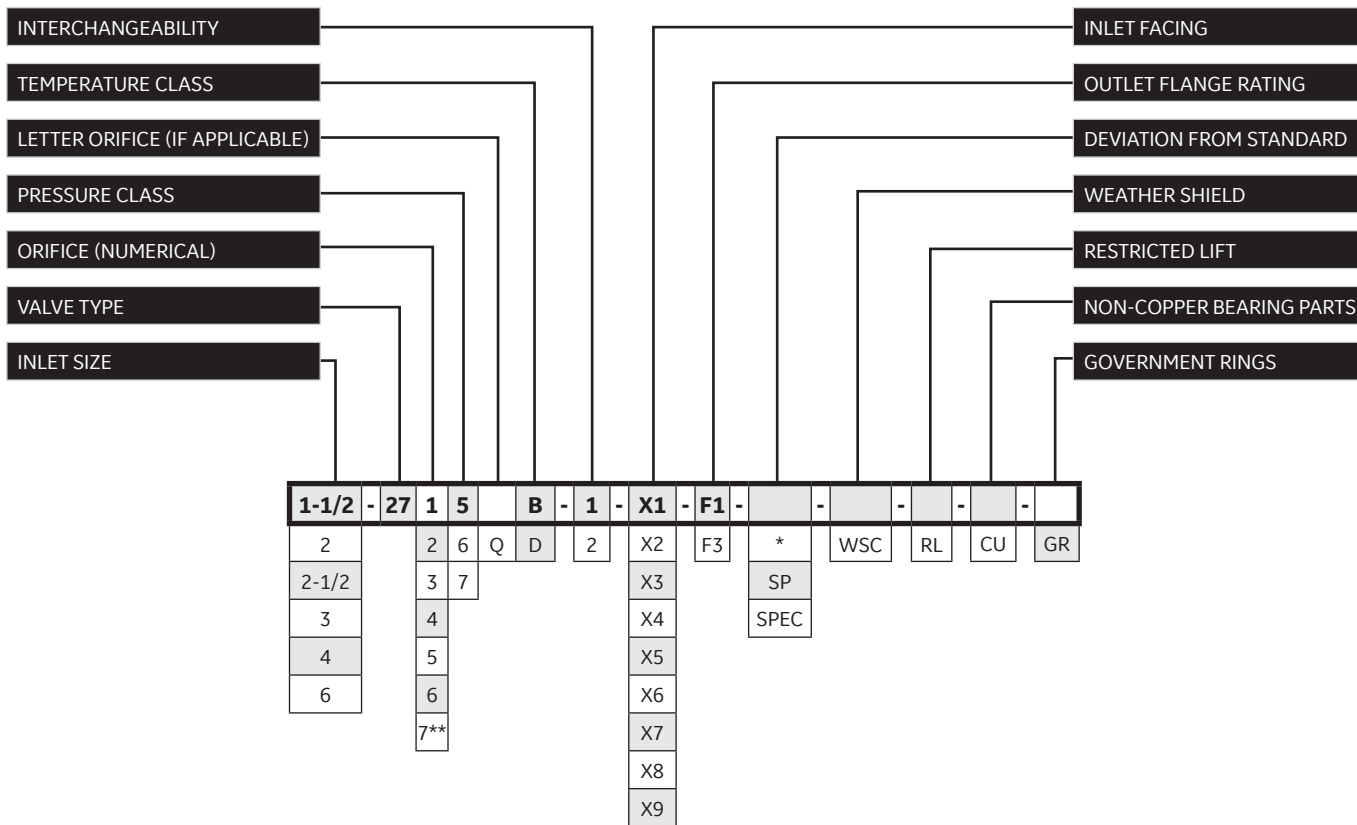 INTERCHANGEABILITY
TEMPERATURE CLASS
LETTER ORIFICE (IF APPLICABLE)
PRESSURE CLASS
ORIFICE (NUMERICAL)
VALVE TYPE
INLET SIZE
INLET FACING
OUTLET FLANGE RATING
DEVIATION FROM STANDARD
WEATHER SHIELD
RESTRICTED LIFT
NON-COPPER BEARING PARTS
GOVERNMENT RINGS
1-1/2 - 27 1 5 B - 1 - X1 - F1 - - - - -
2 2 6 Q D 2 X2 F3 * WSC RL CU GR
2-1/2 3 7 X3 SP
3 4 X4 SPEC
4 5 X5
6 6 X6
7** X7
X8
X9